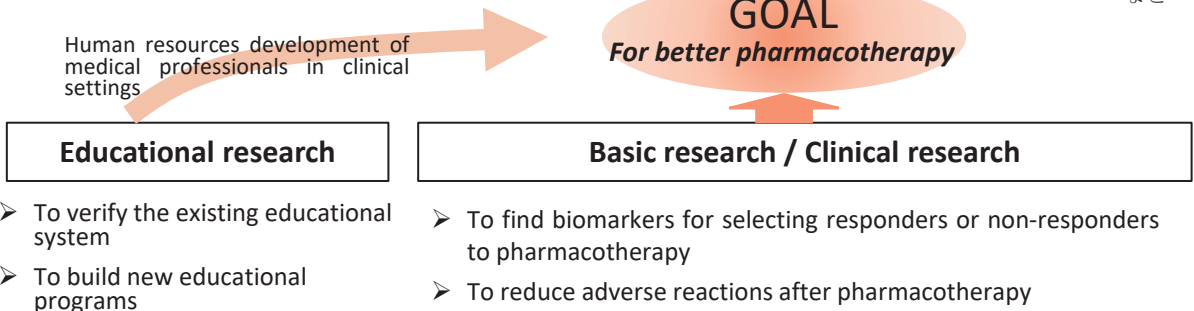 GOAL
For better pharmacotherapy
Human resources development of
medical professionals in clinical
settings
Educational research
➢ To verify the existing educational
system
➢ To build new educational
programs
Basic research / Clinical research
➢ To find biomarkers for selecting responders or non-responders
to pharmacotherapy
➢ To reduce adverse reactions after pharmacotherapy